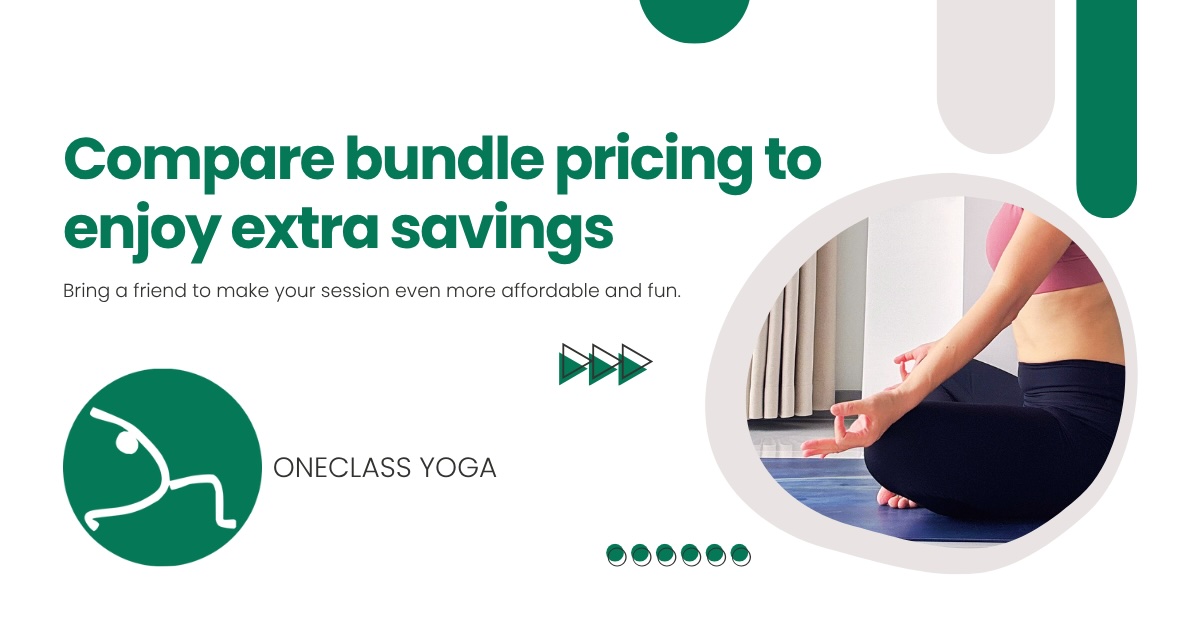 Compare bundle pricing to
enjoy extra savings
Bring a friend to make your session even more affordable and fun.
ONECLASS YOGA